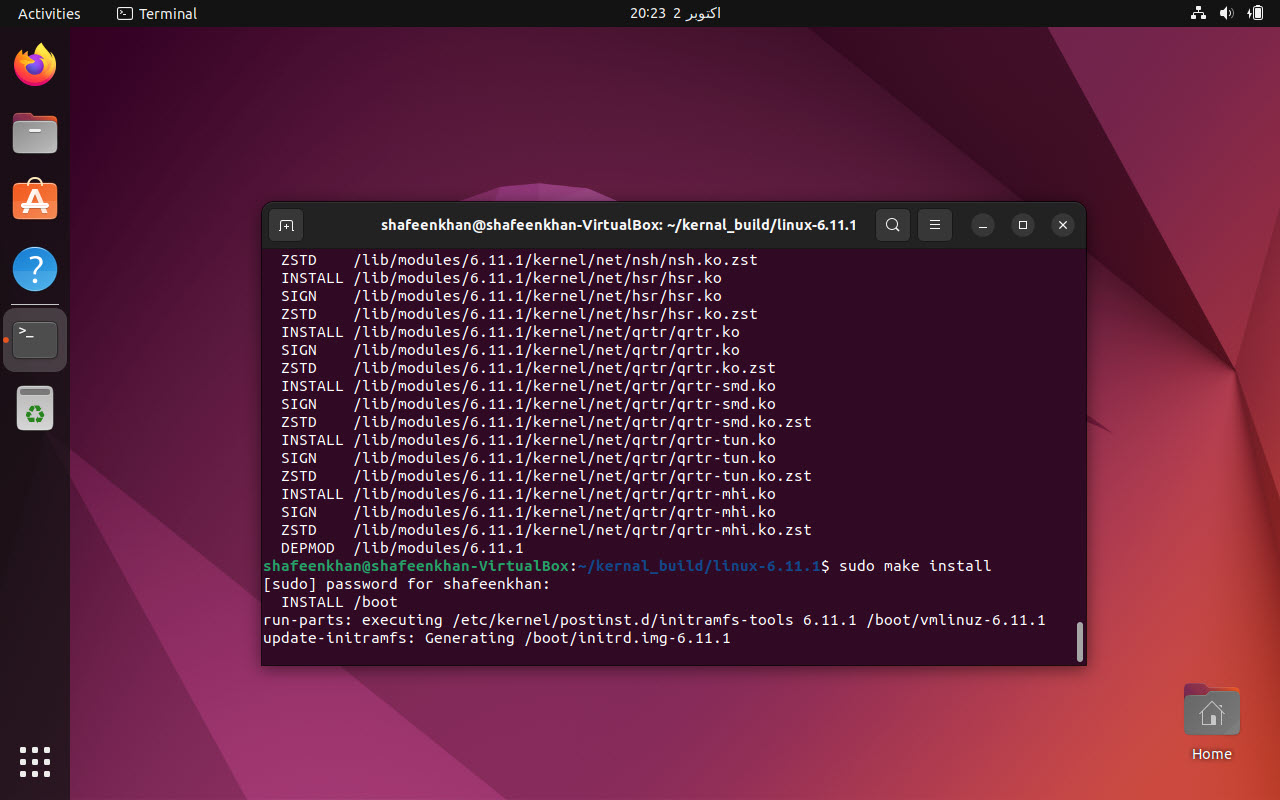 Activities
Terminal
20:23 2 اکتوبر
shafeenkhan@shafeenkhan-VirtualBox: ~/kernal_build/linux-6.11.1
ZSTD /lib/modules/6.11.1/kernel/net/nsh/nsh.ko.zst
INSTALL /lib/modules/6.11.1/kernel/net/hsr/hsr.ko
SIGN /lib/modules/6.11.1/kernel/net/hsr/hsr.ko
ZSTD /lib/modules/6.11.1/kernel/net/hsr/hsr.ko.zst
INSTALL /lib/modules/6.11.1/kernel/net/qrtr/qrtr.ko
SIGN /lib/modules/6.11.1/kernel/net/qrtr/qrtr.ko
ZSTD /lib/modules/6.11.1/kernel/net/qrtr/qrtr.ko.zst
INSTALL /lib/modules/6.11.1/kernel/net/qrtr/qrtr-smd.ko
SIGN /lib/modules/6.11.1/kernel/net/qrtr/qrtr-smd.ko
ZSTD /lib/modules/6.11.1/kernel/net/qrtr/qrtr-smd.ko.zst
INSTALL /lib/modules/6.11.1/kernel/net/qrtr/qrtr-tun.ko
SIGN /lib/modules/6.11.1/kernel/net/qrtr/qrtr-tun.ko
ZSTD /lib/modules/6.11.1/kernel/net/qrtr/qrtr-tun.ko.zst
INSTALL /lib/modules/6.11.1/kernel/net/qrtr/qrtr-mhi.ko
SIGN /lib/modules/6.11.1/kernel/net/qrtr/qrtr-mhi.ko
ZSTD /lib/modules/6.11.1/kernel/net/qrtr/qrtr-mhi.ko.zst
DEPMOD /lib/modules/6.11.1
shafeenkhan@shafeenkhan-VirtualBox:~/kernal_build/linux-6.11.1$ sudo make install
[sudo] password for shafeenkhan:
INSTALL /boot
run-parts: executing /etc/kernel/postinst.d/initramfs-tools 6.11.1 /boot/vmlinuz-6.11.1
update-initramfs: Generating /boot/initrd.img-6.11.1
Home